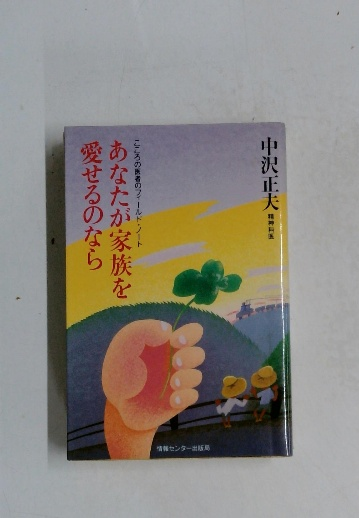 中沢正夫 精神科医
こころの医者のフィールド・ノート
あなたが家族を
愛せるのなら
情報センター出版局